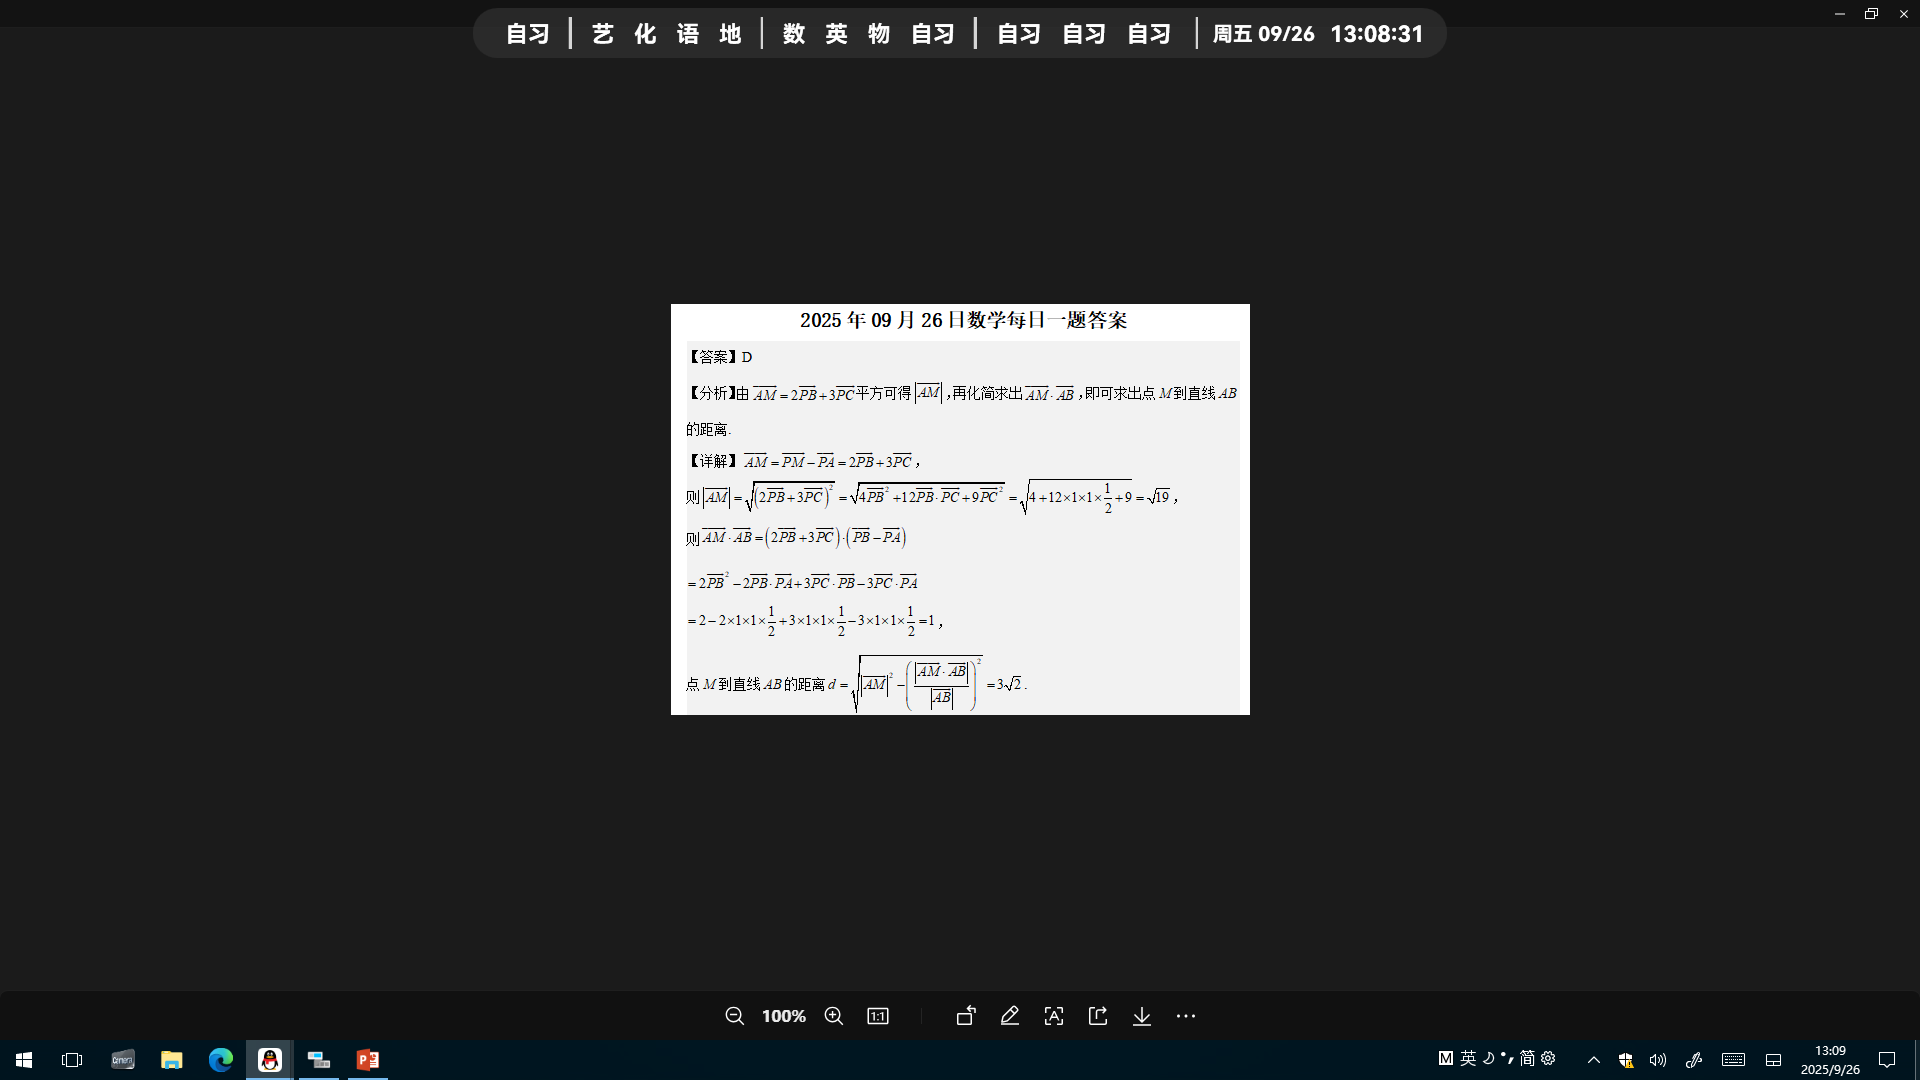 自习 | 艺 化 语 地 | 数 英 物 自习 | 自习 自习 自习 | 周五 09/26 13:08:31
2025 年 09 月 26 日数学每日一题答案
【答案】D
【分析】由 $\overrightarrow{AM}=2\overrightarrow{PB}+3\overrightarrow{PC}$ 平方可得 $|\overrightarrow{AM}|$ ,再化简求出 $\overrightarrow{AM}\cdot\overrightarrow{AB}$ ,即可求出点 M 到直线 AB
的距离.
【详解】 $\overrightarrow{AM}=\overrightarrow{PM}-\overrightarrow{PA}=2\overrightarrow{PB}+3\overrightarrow{PC}$ ,
则 $|\overrightarrow{AM}|=\sqrt{(2\overrightarrow{PB}+3\overrightarrow{PC})^2}=\sqrt{4\overrightarrow{PB}^2+12\overrightarrow{PB}\cdot\overrightarrow{PC}+9\overrightarrow{PC}^2}=\sqrt{4+12\times1\times1\times\frac{1}{2}+9}=\sqrt{19}$ ,
则 $\overrightarrow{AM}\cdot\overrightarrow{AB}=(2\overrightarrow{PB}+3\overrightarrow{PC})\cdot(\overrightarrow{PB}-\overrightarrow{PA})$
$=2\overrightarrow{PB}^2-2\overrightarrow{PB}\cdot\overrightarrow{PA}+3\overrightarrow{PC}\cdot\overrightarrow{PB}-3\overrightarrow{PC}\cdot\overrightarrow{PA}$
$=2-2\times1\times1\times\frac{1}{2}+3\times1\times1\times\frac{1}{2}-3\times1\times1\times\frac{1}{2}=1$ ,
点 M 到直线 AB 的距离 $d=\sqrt{|\overrightarrow{AM}|^2-\left(\frac{|\overrightarrow{AM}\cdot\overrightarrow{AB}|}{|\overrightarrow{AB}|}\right)^2}=3\sqrt{2}$ .
100% 1:1
M 英 简
13:09
2025/9/26